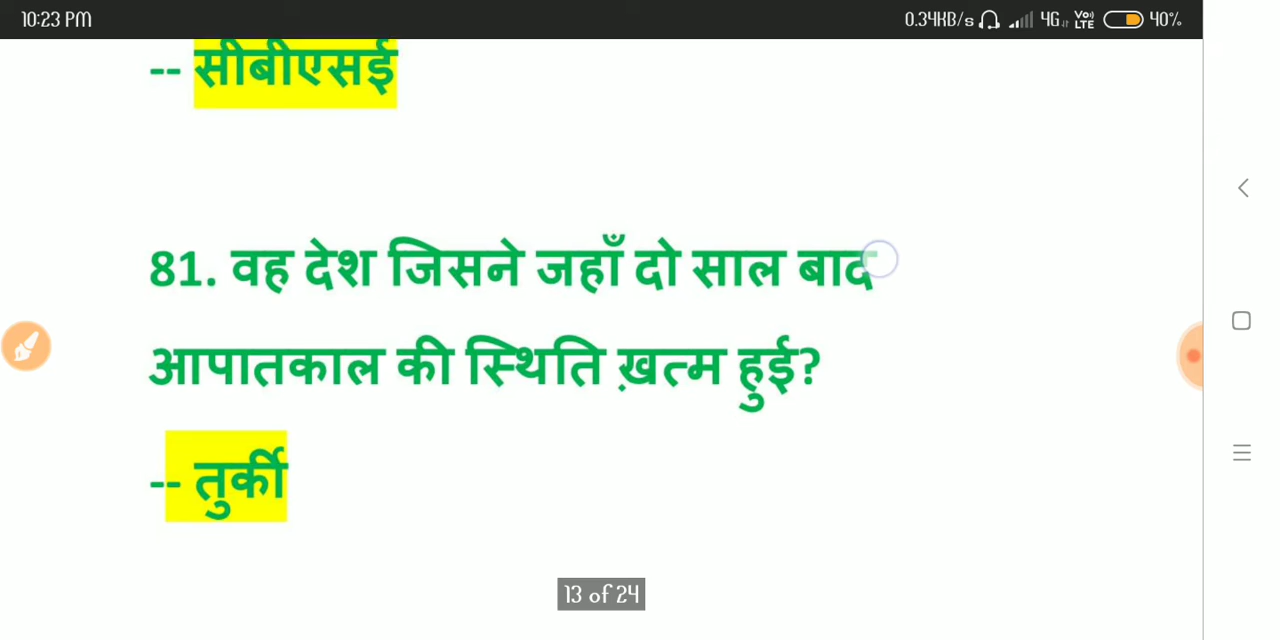 10:23 PM 0.34KB/s 4G Vo)) LTE 40%
-- सीबीएसई
81. वह देश जिसने जहाँ दो साल बाद
आपातकाल की स्थिति ख़त्म हुई?
-- तुर्की
13 of 24